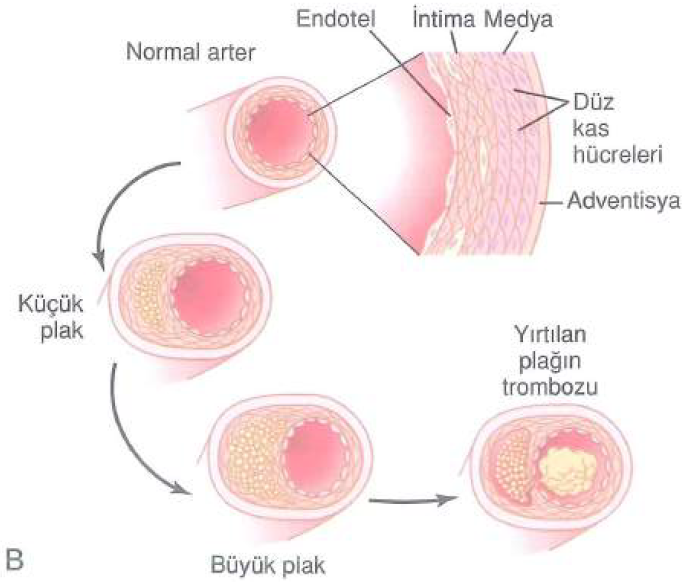 Endotel
İntima Medya
Normal arter
Düz
kas
hücreleri
Adventisya
Küçük
plak
Yırtılan
plağın
trombozu
Büyük plak
B